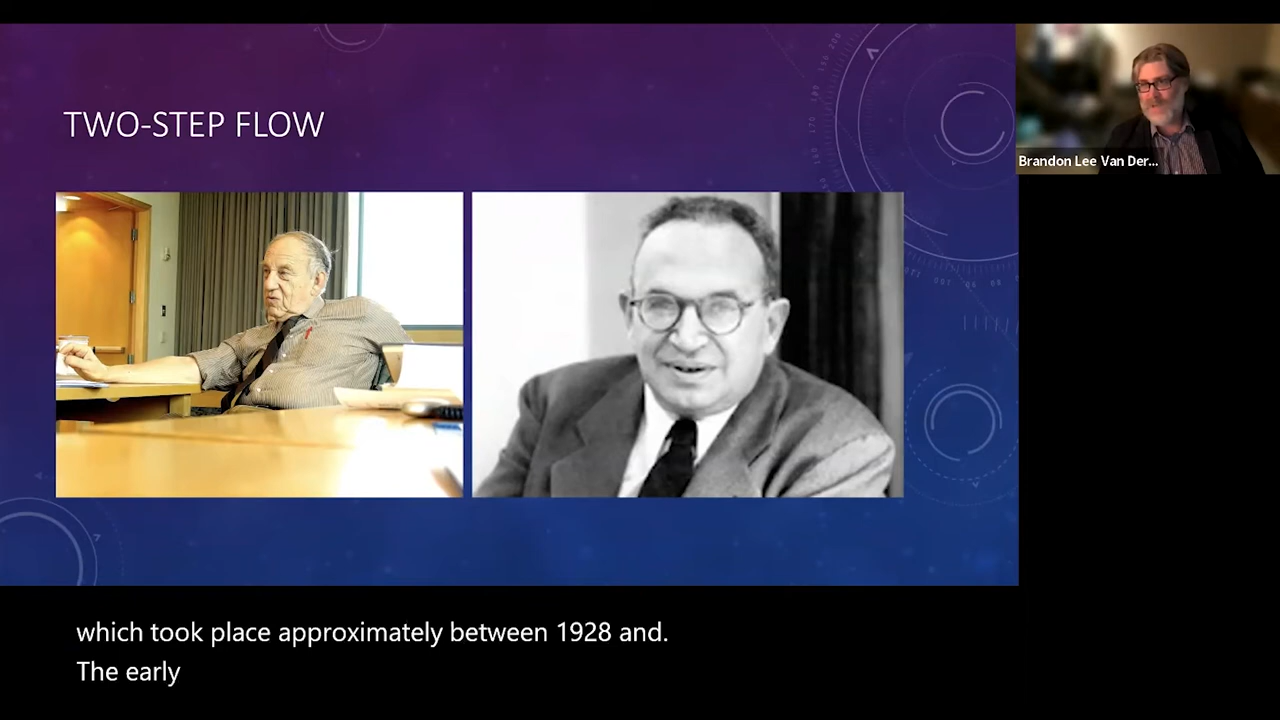 TWO-STEP FLOW
Brandon Lee Van Der...
which took place approximately between 1928 and.
The early